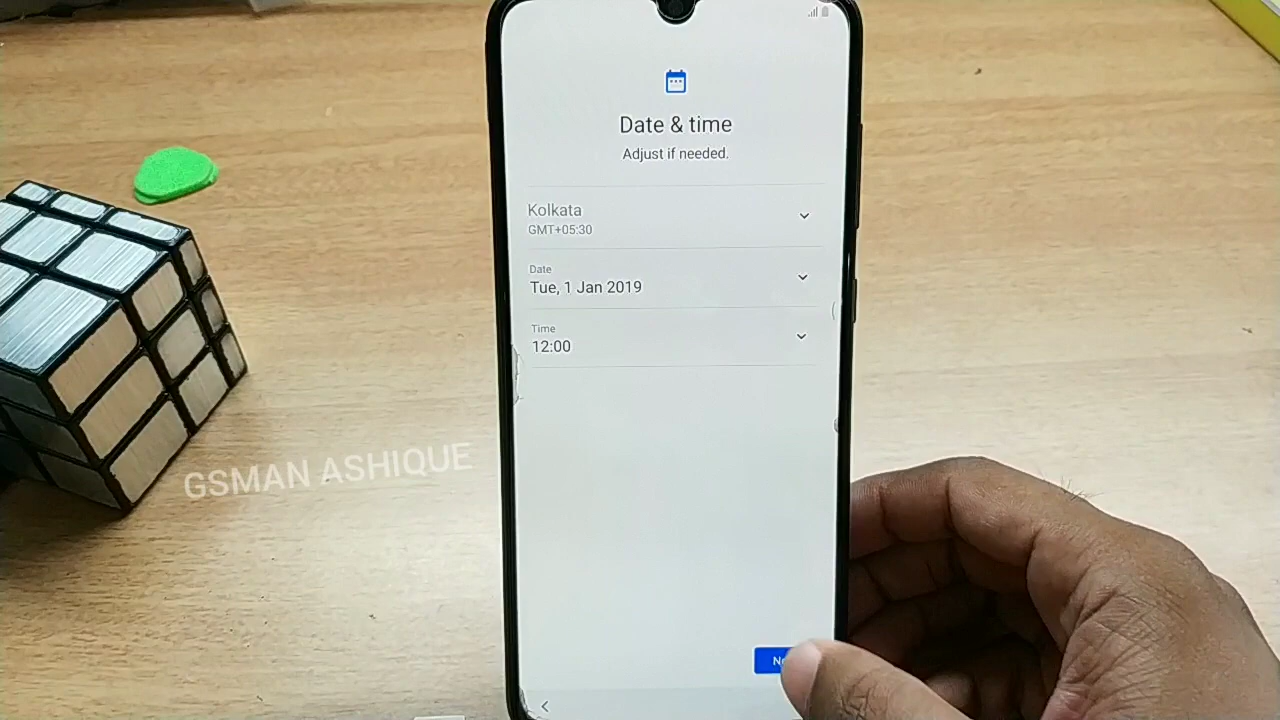 Date & time
Adjust if needed.
Kolkata
GMT+05:30
Date
Tue, 1 Jan 2019
Time
12:00
GSMAN ASHIQUE